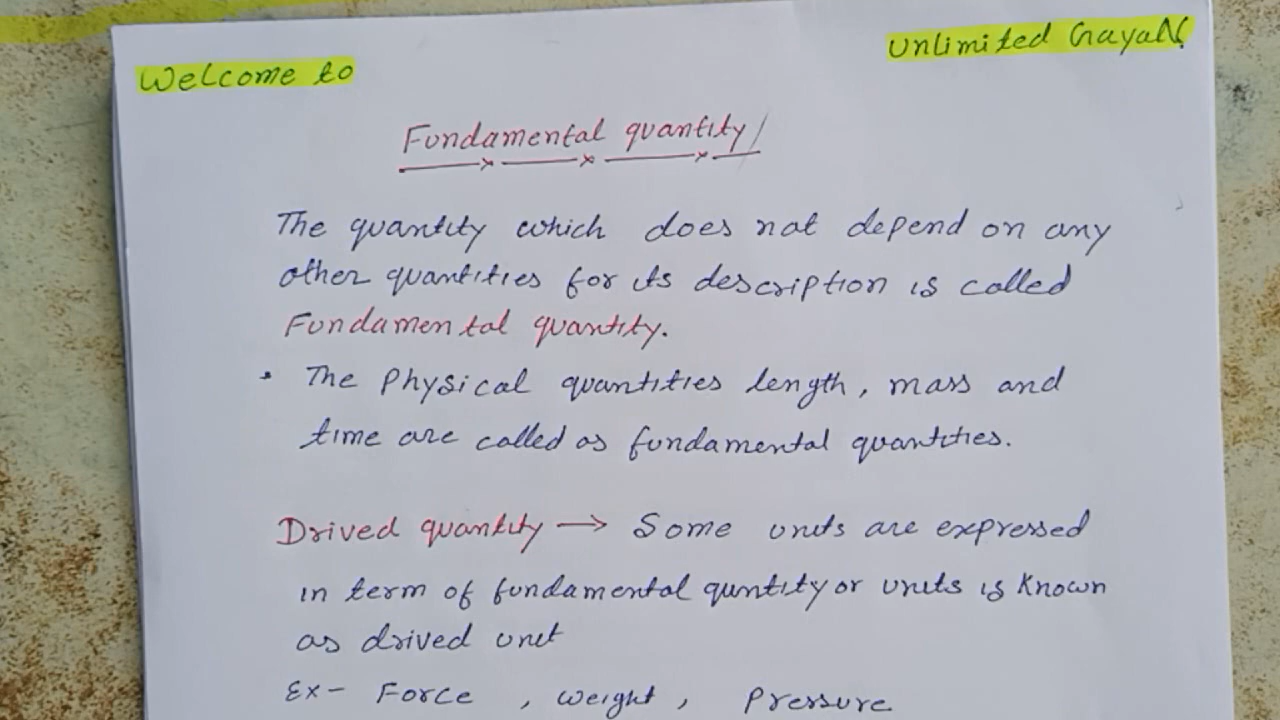 Welcome to
Unlimited GayaN
Fundamental quantity
The quantity which does not depend on any
other quantities for its description is called
Fundamental quantity.
• The Physical quantities length, mass and
time are called as fundamental quantities.
Drived quantity → Some units are expressed
in term of fundamental quntity or units is known
as drived unit
Ex- Force , weight , Pressure